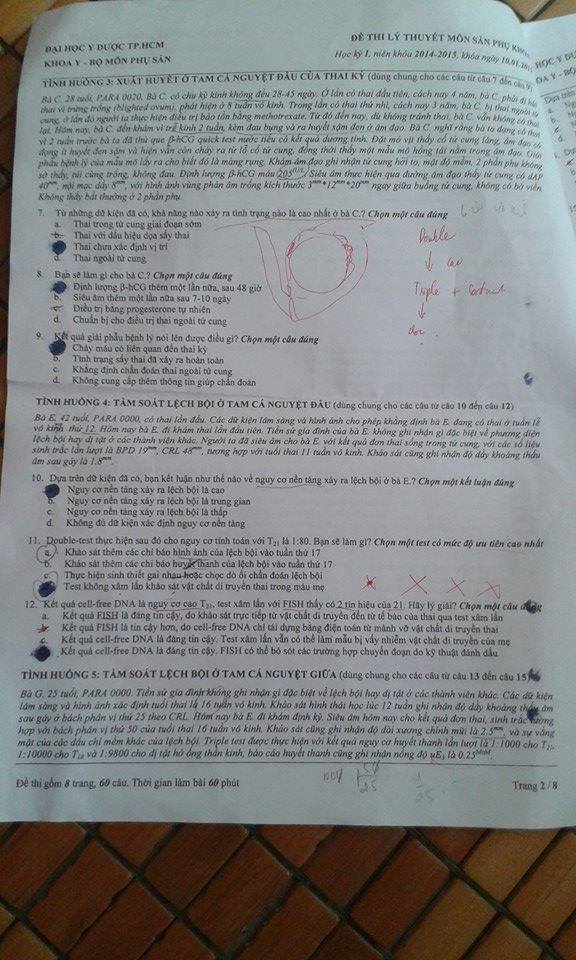 ĐẠI HỌC Y DƯỢC TP.HCM
KHOA Y - BỘ MÔN PHỤ SẢN
ĐỀ THI LÝ THUYẾT MÔN SẢN PHỤ KHOA
Học kỳ I, niên khóa 2014-2015, khóa ngày 10.01.
TÌNH HUỐNG 3: XUẤT HUYẾT Ở TAM CÁ NGUYỆT ĐẦU CỦA THAI KỲ (dùng chung cho các câu từ câu 7 đến câu 9)
Bà C. 28 tuổi, PARA 0020. Bà C. có chu kỳ kinh không đều 28-45 ngày. Ở lần có thai đầu tiên, cách nay 4 năm, bà C. phải đi hút
thai vì trứng trống (blighted ovum), phát hiện ở 8 tuần vô kinh. Trong lần có thai thứ nhì, cách nay 3 năm, bà C. bị thai ngoài tử
cung, ở lần đó người ta thực hiện điều trị bảo tồn bằng methotrexate. Từ đó đến nay, dù không tránh thai, bà C. vẫn không có thai
lại. Hôm nay, bà C. đến khám vì trễ kinh 2 tuần, kèm đau bụng và ra huyết sậm đen ở âm đạo. Bà C. nghĩ rằng bà ta đang có thai
vì 2 tuần trước bà ta đã thử que β-hCG quick test nước tiểu có kết quả dương tính. Đặt mỏ vịt thấy cổ tử cung láng, âm đạo có
đọng ít huyết đen sậm và hiện vẫn còn chảy ra từ lỗ cổ tử cung, đồng thời thấy một mẫu mô hồng tái nằm trong âm đạo. Giải
phẫu bệnh lý của mẫu mô lấy ra cho biết đó là màng rụng. Khám âm đạo ghi nhận tử cung hơi to, mật độ mềm, 2 phần phụ không
sờ thấy, túi cùng trống, không đau. Định lượng β-hCG máu 205 IU/L. Siêu âm thực hiện qua đường âm đạo thấy tử cung có dAP
40mm, nội mạc dày 8mm, với hình ảnh vùng phản âm trống kích thước 3mm*12mm*20mm ngay giữa buồng tử cung, không có bờ viền.
Không thấy bất thường ở 2 phần phụ.
7. Từ những dữ kiện đã có, khả năng nào xảy ra tình trạng nào là cao nhất ở bà C.? Chọn một câu đúng
a. Thai trong tử cung giai đoạn sớm
b. Thai với dấu hiệu dọa sẩy thai
Thai chưa xác định vị trí
d. Thai ngoài tử cung
Double
Triple +
8. Bạn sẽ làm gì cho bà C.? Chọn một câu đúng
Định lượng β-hCG thêm một lần nữa, sau 48 giờ
b. Siêu âm thêm một lần nữa sau 7-10 ngày
c. Điều trị bằng progesterone tự nhiên
d. Chuẩn bị cho điều trị thai ngoài tử cung
9. Kết quả giải phẫu bệnh lý nói lên được điều gì? Chọn một câu đúng
Chảy máu có liên quan đến thai kỳ
b. Tình trạng sẩy thai đã xảy ra hoàn toàn
c. Khẳng định chẩn đoán thai ngoài tử cung
d. Không cung cấp thêm thông tin giúp chẩn đoán
TÌNH HUỐNG 4: TẦM SOÁT LỆCH BỘI Ở TAM CÁ NGUYỆT ĐẦU (dùng chung cho các câu từ câu 10 đến câu 12)
Bà E. 42 tuổi, PARA 0000, có thai lần đầu. Các dữ kiện lâm sàng và hình ảnh cho phép khẳng định bà E. đang có thai ở tuần lễ
vô kinh thứ 12. Hôm nay bà E. đi khám thai lần đầu tiên. Tiền sử gia đình của bà E. không ghi nhận gì đặc biệt về phương diện
lệch bội hay dị tật ở các thành viên khác. Người ta đã siêu âm cho bà E. với kết quả đơn thai sống trong tử cung, với các số liệu
sinh trắc lần lượt là BPD 19mm, CRL 48mm, tương hợp với tuổi thai 11 tuần vô kinh. Khảo sát cũng ghi nhận độ dầy khoảng thấu
âm sau gáy là 1.8mm.
10. Dựa trên dữ kiện đã có, bạn kết luận như thế nào về nguy cơ nền tảng xảy ra lệch bội ở bà E.? Chọn một kết luận đúng
Nguy cơ nền tảng xảy ra lệch bội là cao
b. Nguy cơ nền tảng xảy ra lệch bội là trung gian
c. Nguy cơ nền tảng xảy ra lệch bội là thấp
d. Không đủ dữ kiện xác định nguy cơ nền tảng
11. Double-test thực hiện sau đó cho nguy cơ tính toán với T21 là 1:80. Bạn sẽ làm gì? Chọn một test có mức độ ưu tiên cao nhất
a. Khảo sát thêm các chỉ báo hình ảnh của lệch bội vào tuần thứ 17
b. Khảo sát thêm các chỉ báo huyết thanh của lệch bội vào tuần thứ 17
c. Thực hiện sinh thiết gai nhau hoặc chọc dò ối chẩn đoán lệch bội
Test không xâm lấn khảo sát vật chất di truyền thai trong máu mẹ
12. Kết quả cell-free DNA là nguy cơ cao T21, test xâm lấn với FISH thấy có 2 tín hiệu của 21. Hãy lý giải? Chọn một câu đúng
a. Kết quả FISH là đáng tin cậy, do khảo sát trực tiếp từ vật chất di truyền đến từ tế bào của thai qua test xâm lấn
Kết quả FISH là tin cậy hơn, do cell-free DNA chỉ tái dựng bằng điện toán từ mảnh vỡ vật chất di truyền thai
c. Kết quả cell-free DNA là đáng tin cậy. Test xâm lấn vẫn có thể làm mẫu bị vấy nhiễm vật chất di truyền của mẹ
Kết quả cell-free DNA là đáng tin cậy. FISH có thể bỏ sót các trường hợp chuyển đoạn do kỹ thuật đánh dấu
TÌNH HUỐNG 5: TẦM SOÁT LỆCH BỘI Ở TAM CÁ NGUYỆT GIỮA (dùng chung cho các câu từ câu 13 đến câu 15)
Bà G. 25 tuổi, PARA 0000. Tiền sử gia đình không ghi nhận gì đặc biệt về lệch bội hay dị tật ở các thành viên khác. Các dữ kiện
lâm sàng và hình ảnh xác định tuổi thai là 16 tuần vô kinh. Khảo sát hình thái học lúc 12 tuần ghi nhận độ dầy khoảng thấu âm
sau gáy ở bách phân vị thứ 25 theo CRL. Hôm nay bà E. đi khám định kỳ. Siêu âm hôm nay cho kết quả đơn thai, sinh trắc tương
hợp với bách phân vị thứ 50 của tuổi thai 16 tuần vô kinh. Khảo sát cũng ghi nhận độ dài xương chính mũi là 2.5mm, và sự vắng
mặt của các dấu chỉ mềm khác của lệch bội. Triple test được thực hiện với kết quả nguy cơ huyết thanh lần lượt là 1:1000 cho T21,
1:10000 cho T18 và 1:9800 cho dị tật hở ống thần kinh, báo cáo huyết thanh cũng ghi nhận nồng độ uE3 là 0.25MoM.
Đề thi gồm 8 trang, 60 câu. Thời gian làm bài 60 phút
Trang 2 / 8